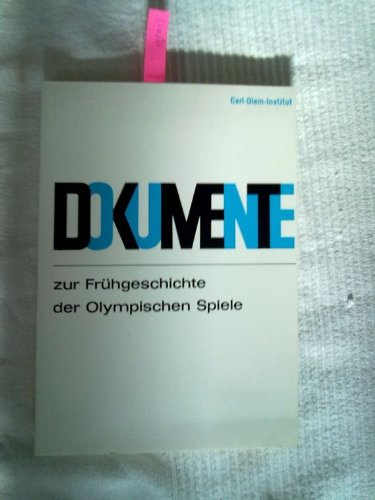 Carl-Diem-Institut
DOKUMENTE
zur Frühgeschichte
der Olympischen Spiele